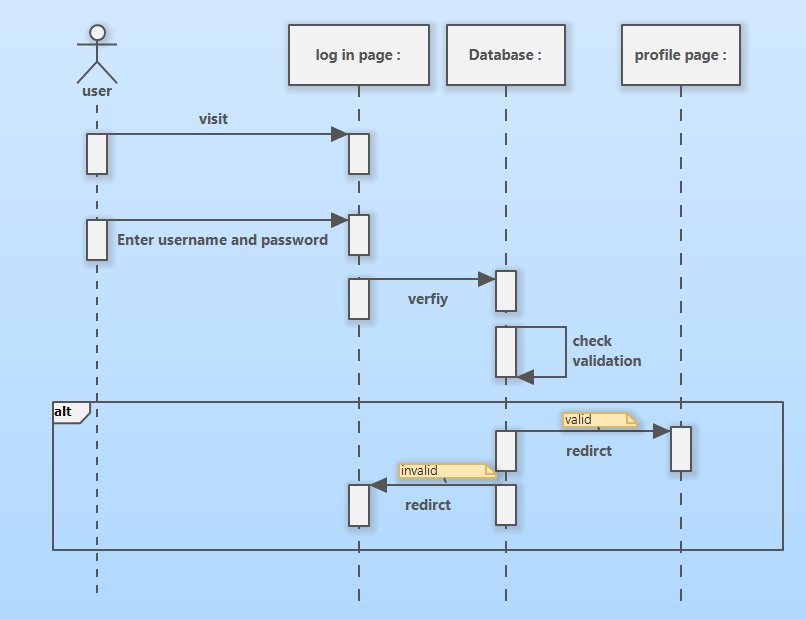 user
log in page :
Database :
profile page :
visit
Enter username and password
verfiy
check
validation
alt
valid
redirct
invalid
redirct